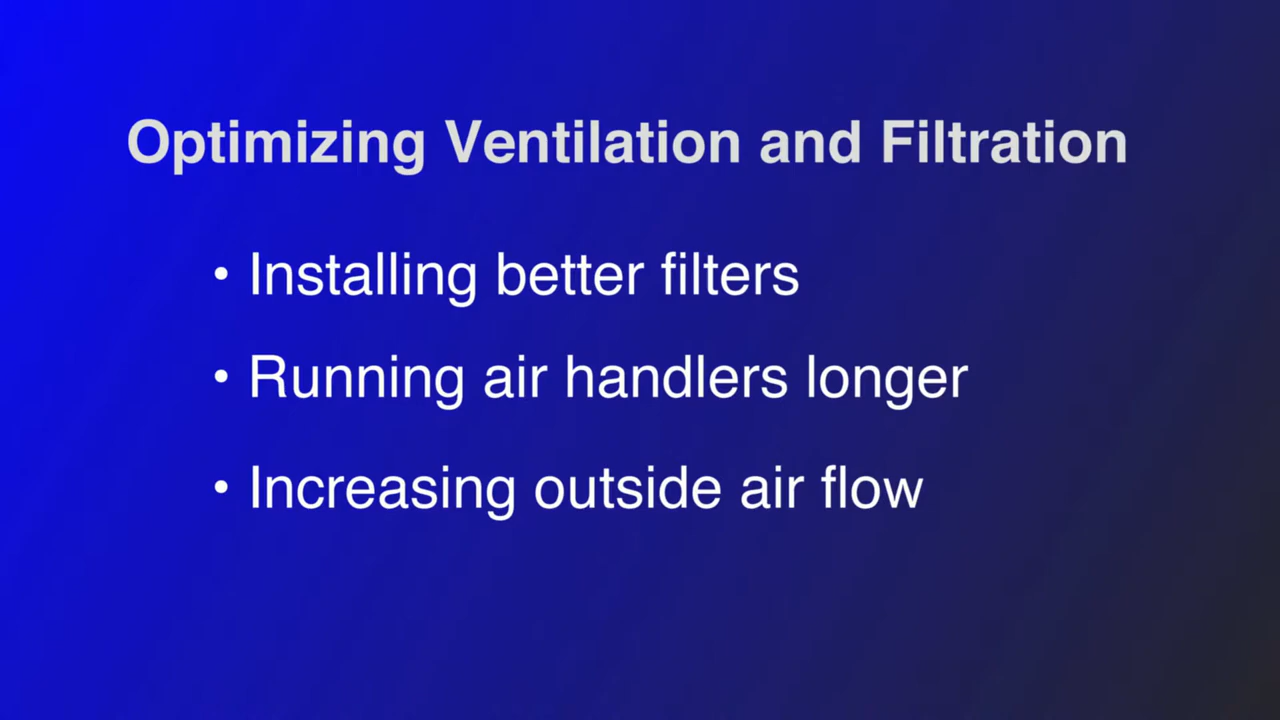 Optimizing Ventilation and Filtration
• Installing better filters
• Running air handlers longer
• Increasing outside air flow